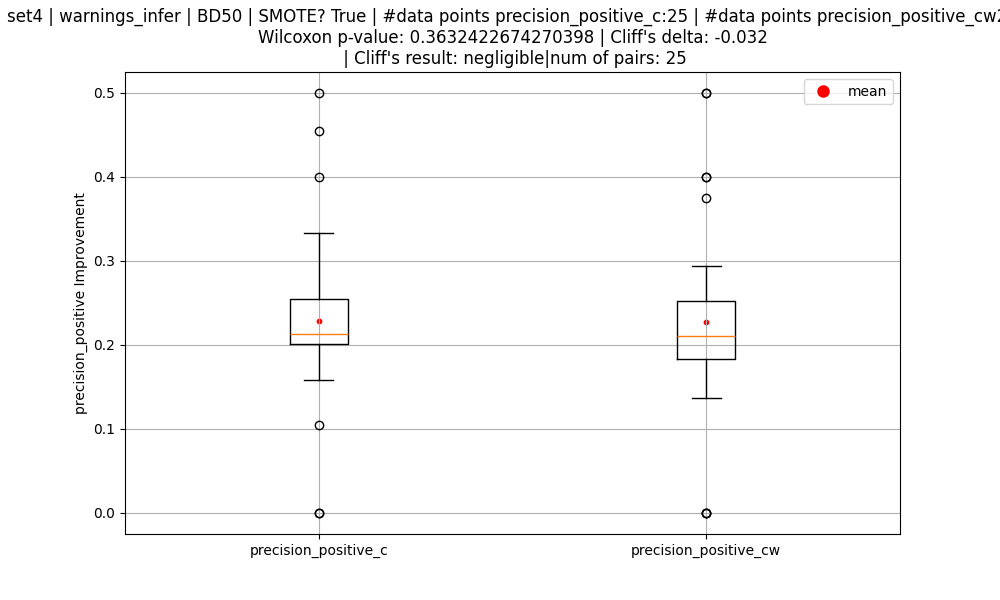 set4 | warnings_infer | BD50 | SMOTE? True | #data points precision_positive_c:25 | #data points precision_positive_cw2
Wilcoxon p-value: 0.3632422674270398 | Cliff's delta: -0.032
| Cliff's result: negligible|num of pairs: 25
mean
0.5
0.4
0.3
0.2
0.1
0.0
precision_positive Improvement
precision_positive_c
precision_positive_cw